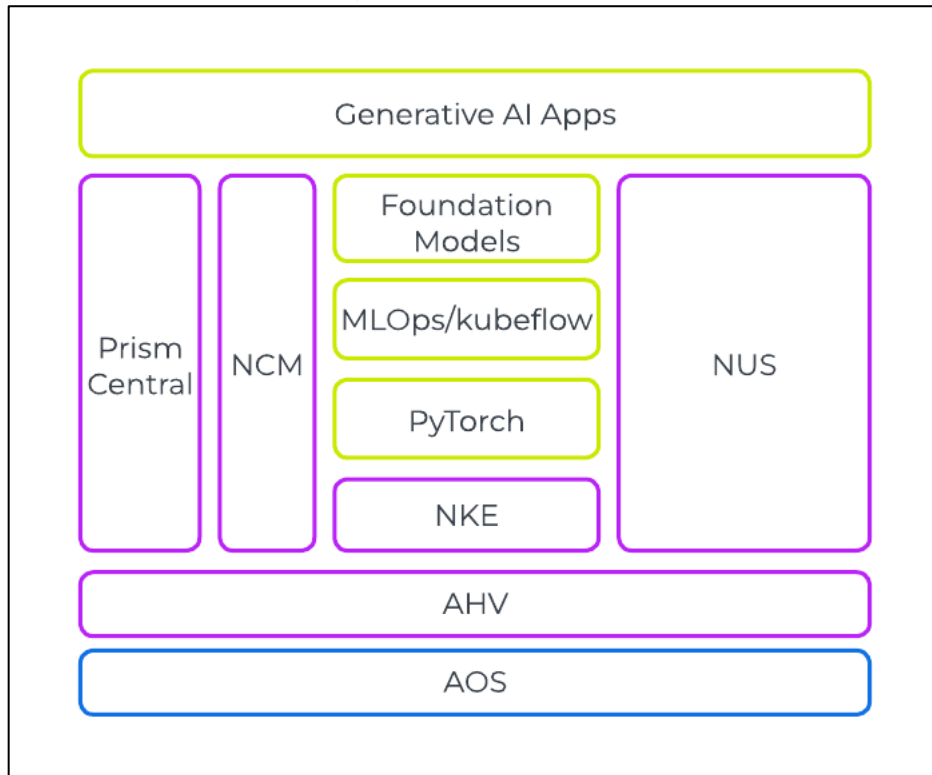 Generative AI Apps
Prism
Central
NCM
Foundation
Models
MLOps/kubeflow
PyTorch
NKE
NUS
AHV
AOS